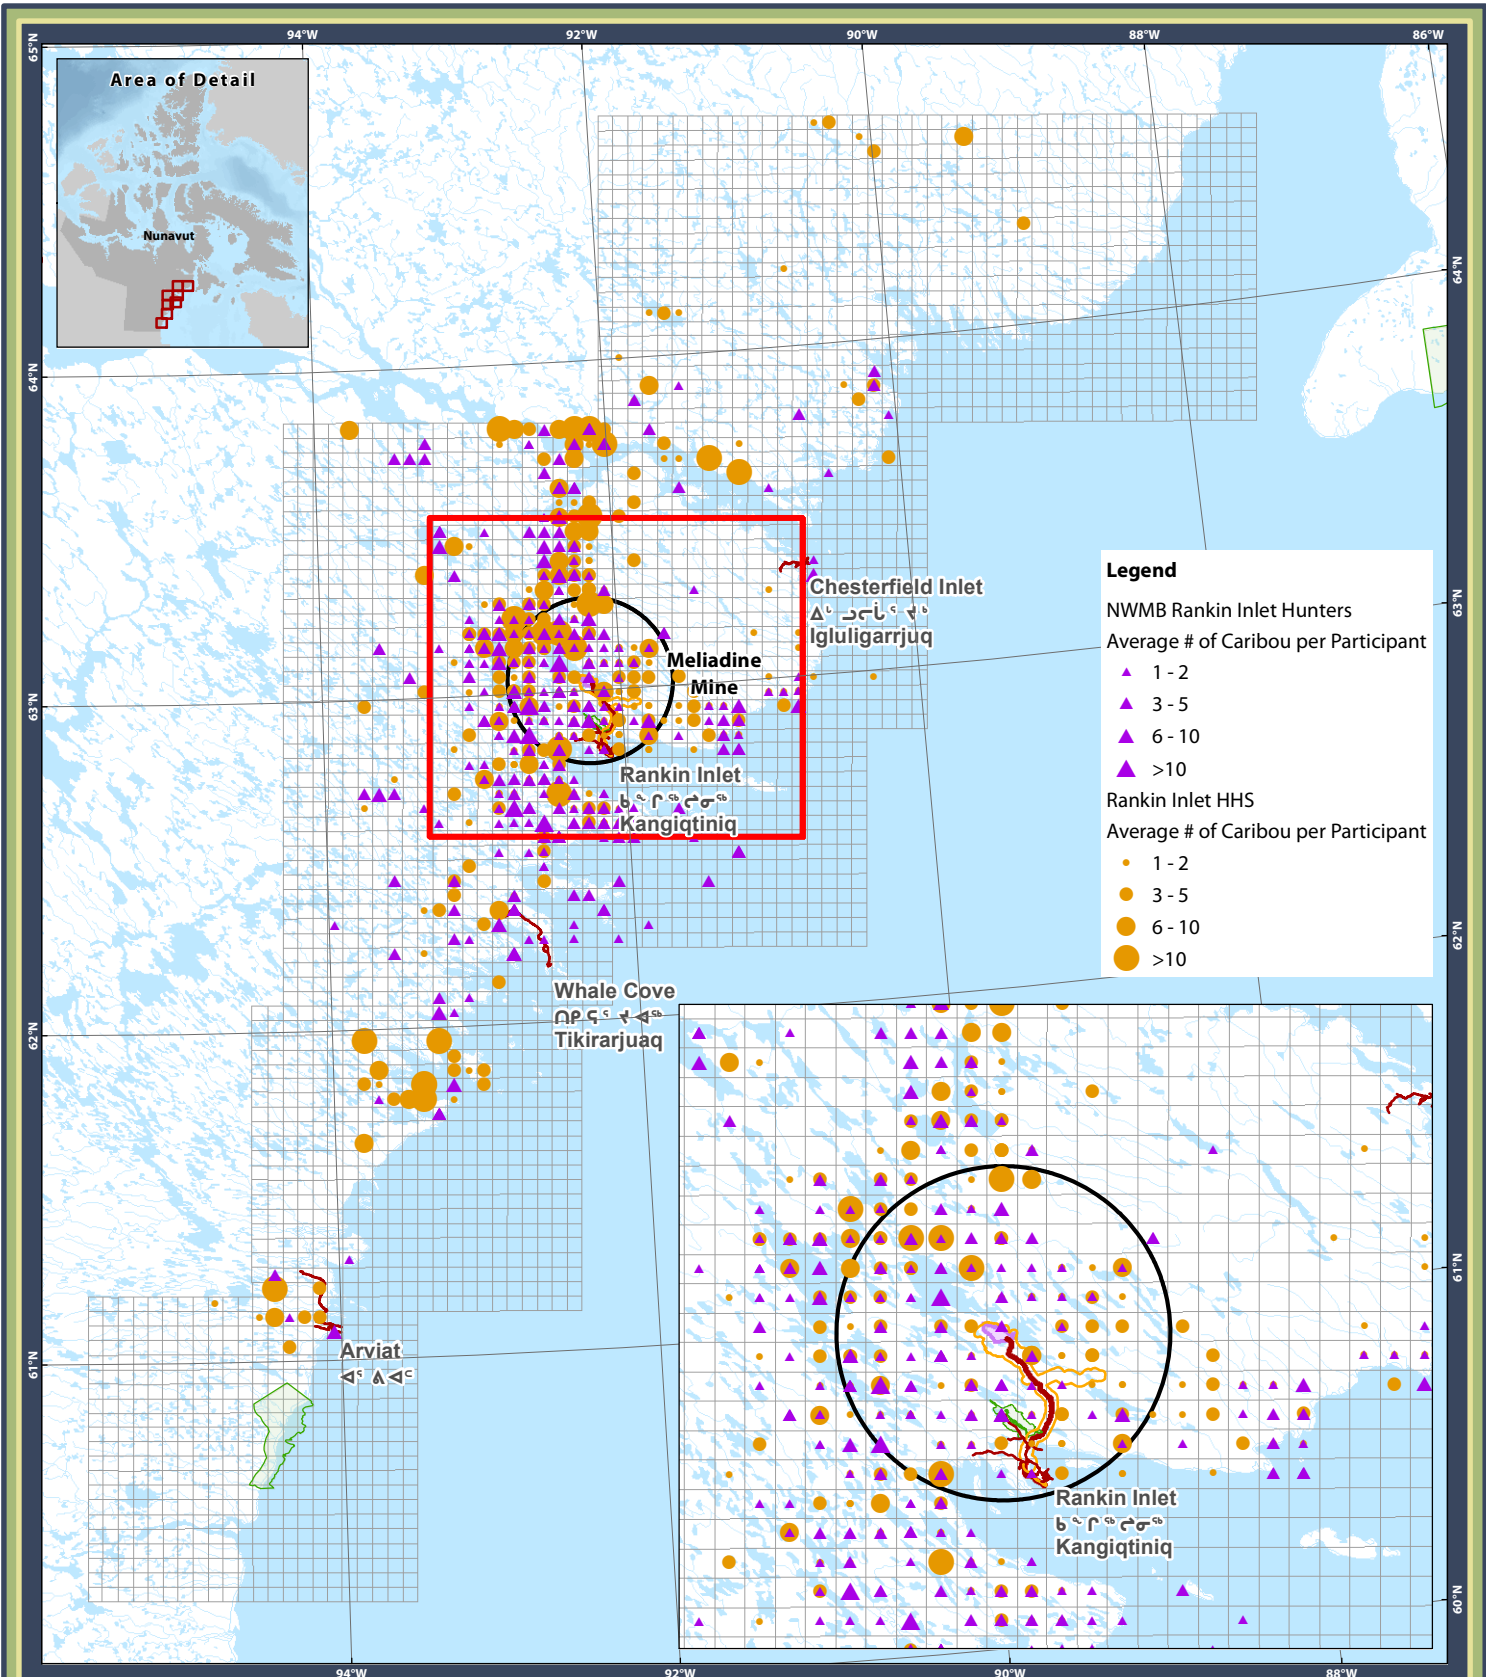 94°W
92°W
90°W
88°W
86°W
65°N
Area of Detail
Nunavut
64°N
64°N
63°N
Chesterfield Inlet
ᐃᒡᓗᓕᒑᕐᔪᒃ
Igluligarrjuq
Meliadine
Mine
63°N
Rankin Inlet
ᑲᖏᖅᖠᓂᖅ
Kangiqtiniq
Legend
NWMB Rankin Inlet Hunters
Average # of Caribou per Participant
1 - 2
3 - 5
6 - 10
>10
Rankin Inlet HHS
Average # of Caribou per Participant
1 - 2
3 - 5
6 - 10
>10
62°N
Whale Cove
ᑎᑭᕋᕐᔪᐊᖅ
Tikirarjuaq
62°N
61°N
Arviat
ᐊᕐᕕᐊᑦ
61°N
Rankin Inlet
ᑲᖏᖅᖠᓂᖅ
Kangiqtiniq
60°N
94°W
92°W
90°W
88°W